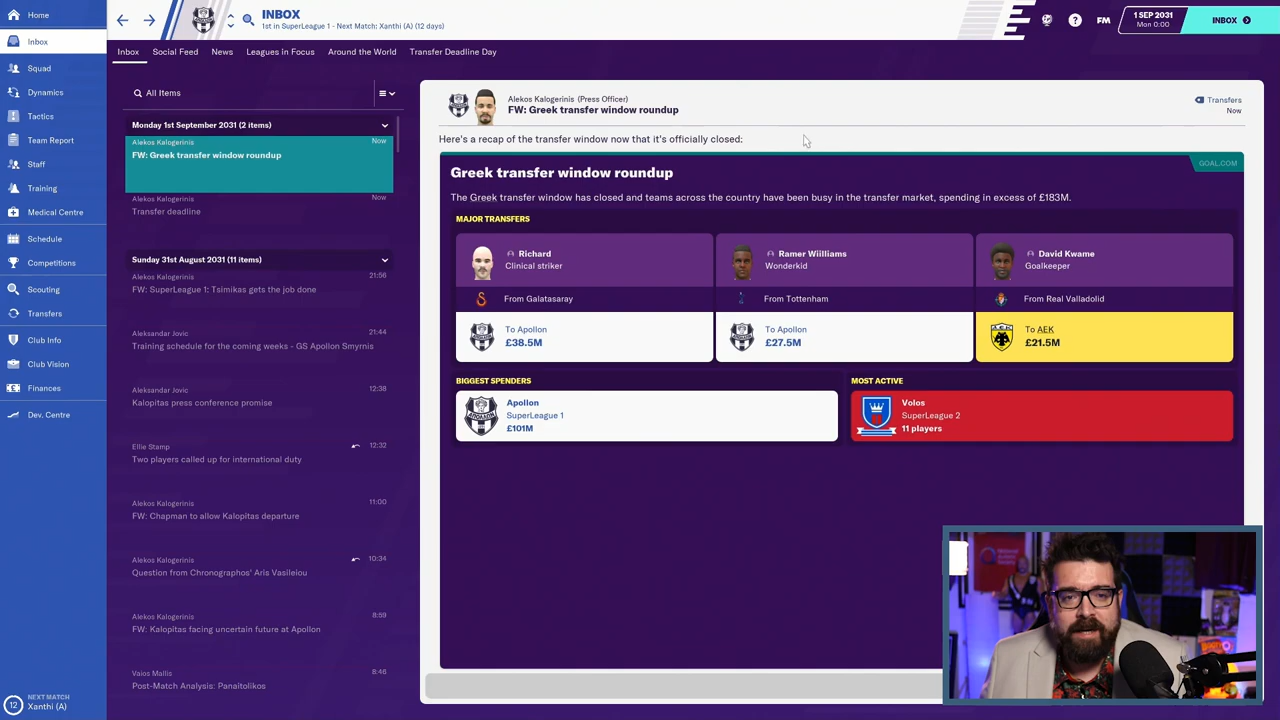 Home
Inbox
Squad
Dynamics
Tactics
Team Report
Staff
Training
Medical Centre
Schedule
Competitions
Scouting
Transfers
Club Info
Club Vision
Finances
Dev. Centre
12
NEXT MATCH
Xanthi (A)
INBOX
1st in SuperLeague 1 - Next Match: Xanthi (A) (12 days)
?
FM
1 SEP 2031
Mon 0:00
INBOX
Inbox
Social Feed
News
Leagues in Focus
Around the World
Transfer Deadline Day
All Items
Monday 1st September 2031 (2 items)
Alekos Kalogerinis
Now
FW: Greek transfer window roundup
Alekos Kalogerinis
Now
Transfer deadline
Sunday 31st August 2031 (11 items)
Alekos Kalogerinis
21:56
FW: SuperLeague 1: Tsimikas gets the job done
Aleksandar Jovic
21:44
Training schedule for the coming weeks - GS Apollon Smyrnis
Aleksandar Jovic
12:38
Kalopitas press conference promise
Ellie Stamp
12:32
Two players called up for international duty
Alekos Kalogerinis
11:00
FW: Chapman to allow Kalopitas departure
Alekos Kalogerinis
10:34
Question from Chronographos' Aris Vasileiou
Alekos Kalogerinis
8:59
FW: Kalopitas facing uncertain future at Apollon
Vaios Mallis
8:46
Post-Match Analysis: Panaitolikos
Alekos Kalogerinis (Press Officer)
FW: Greek transfer window roundup
Transfers
Now
Here's a recap of the transfer window now that it's officially closed:
GOAL.COM
Greek transfer window roundup
The Greek transfer window has closed and teams across the country have been busy in the transfer market, spending in excess of £183M.
MAJOR TRANSFERS
Richard
Clinical striker
From Galatasaray
To Apollon
£38.5M
Ramer Williams
Wonderkid
From Tottenham
To Apollon
£27.5M
David Kwame
Goalkeeper
From Real Valladolid
To AEK
£21.5M
BIGGEST SPENDERS
Apollon
SuperLeague 1
£101M
MOST ACTIVE
Volos
SuperLeague 2
11 players